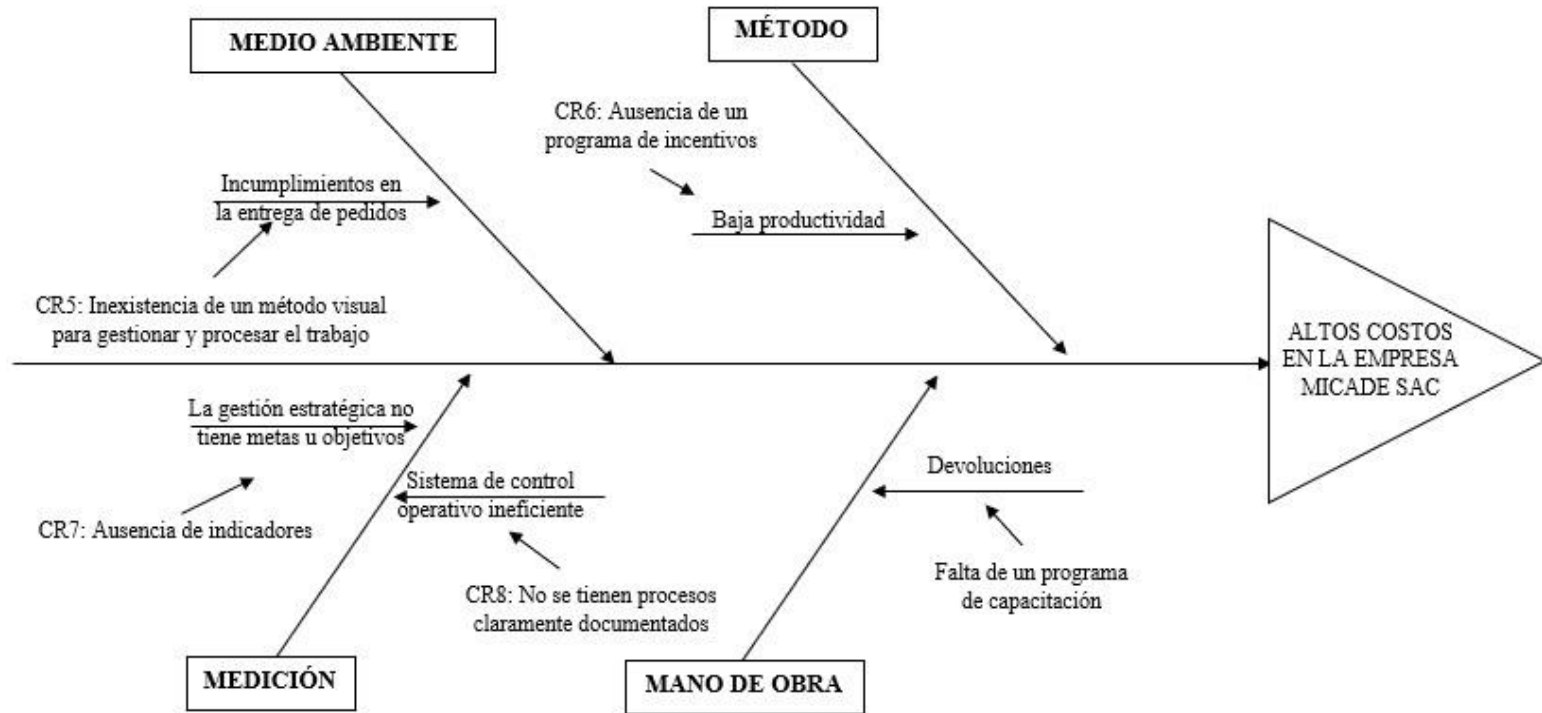 MEDIO AMBIENTE
MÉTODO
CR6: Ausencia de un
programa de incentivos
Incumplimientos en
la entrega de pedidos
Baja productividad
CR5: Inexistencia de un método visual
para gestionar y procesar el trabajo
ALTOS COSTOS
EN LA EMPRESA
MICADE SAC
La gestión estratégica no
tiene metas u objetivos
Sistema de control
operativo ineficiente
Devoluciones
CR7: Ausencia de indicadores
CR8: No se tienen procesos
claramente documentados
Falta de un programa
de capacitación
MEDICIÓN
MANO DE OBRA